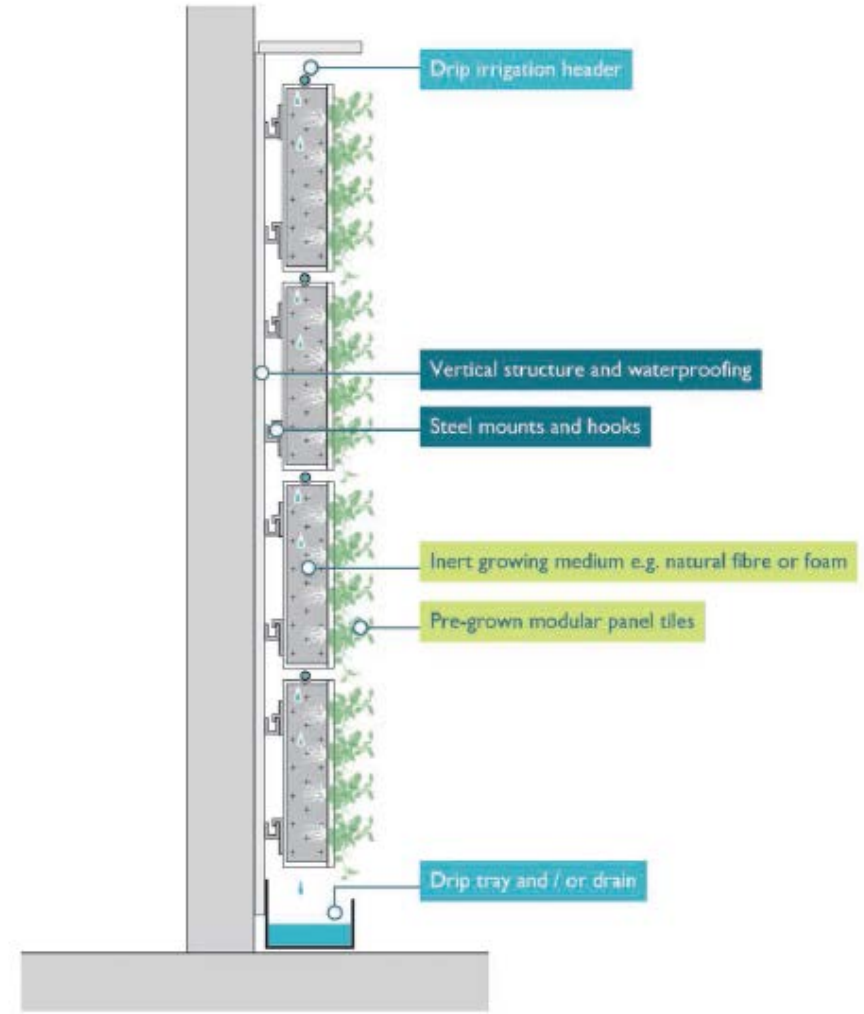 Drip irrigation header
Vertical structure and waterproofing
Steel mounts and hooks
Inert growing medium e.g. natural fibre or foam
Pre-grown modular panel tiles
Drip tray and / or drain